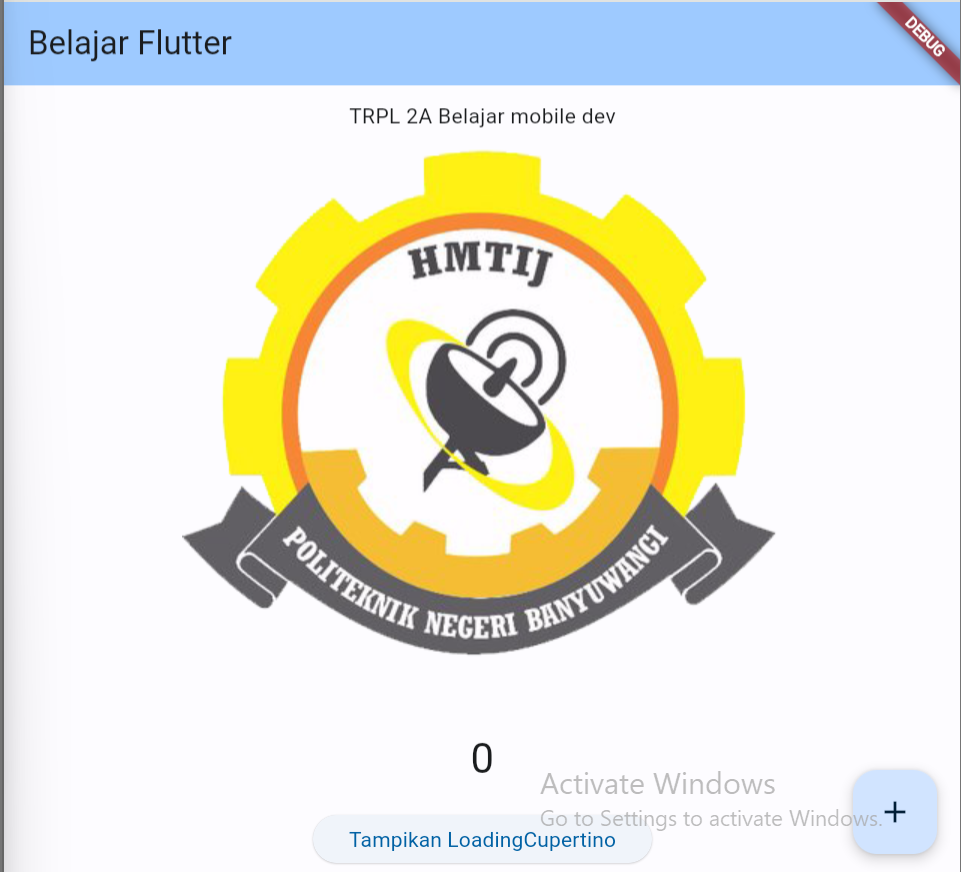 Belajar Flutter
DEBUG
TRPL 2A Belajar mobile dev
HMTIJ
POLITEKNIK NEGERI BANYUWANGI
0
Activate Windows
Go to Settings to activate Windows.
+
Tampikan LoadingCupertino